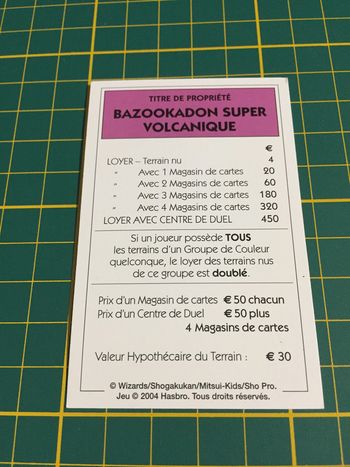 TITRE DE PROPRIÉTÉ
BAZOOKADON SUPER
VOLCANIQUE
€
LOYER – Terrain nu 4
" Avec 1 Magasin de cartes 20
" Avec 2 Magasins de cartes 60
" Avec 3 Magasins de cartes 180
" Avec 4 Magasins de cartes 320
LOYER AVEC CENTRE DE DUEL 450
Si un joueur possède TOUS
les terrains d'un Groupe de Couleur
quelconque, le loyer des terrains nus
de ce groupe est doublé.
Prix d'un Magasin de cartes € 50 chacun
Prix d'un Centre de Duel € 50 plus
4 Magasins de cartes
Valeur Hypothécaire du Terrain : € 30
© Wizards/Shogakukan/Mitsui-Kids/Sho Pro.
Jeu © 2004 Hasbro. Tous droits réservés.